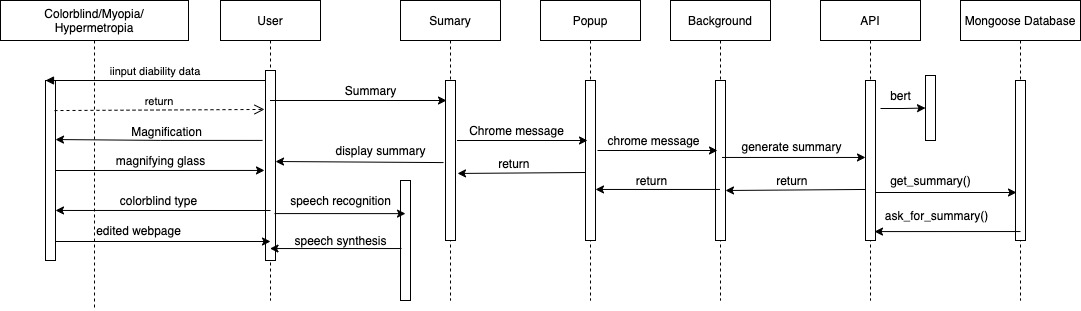 Colorblind/Myopia/
Hypermetropia
User
Sumary
Popup
Background
API
Mongoose Database
iinput diability data
return
Summary
bert
Magnification
Chrome message
chrome message
generate summary
magnifying glass
display summary
return
return
return
get_summary()
colorblind type
speech recognition
ask_for_summary()
edited webpage
speech synthesis